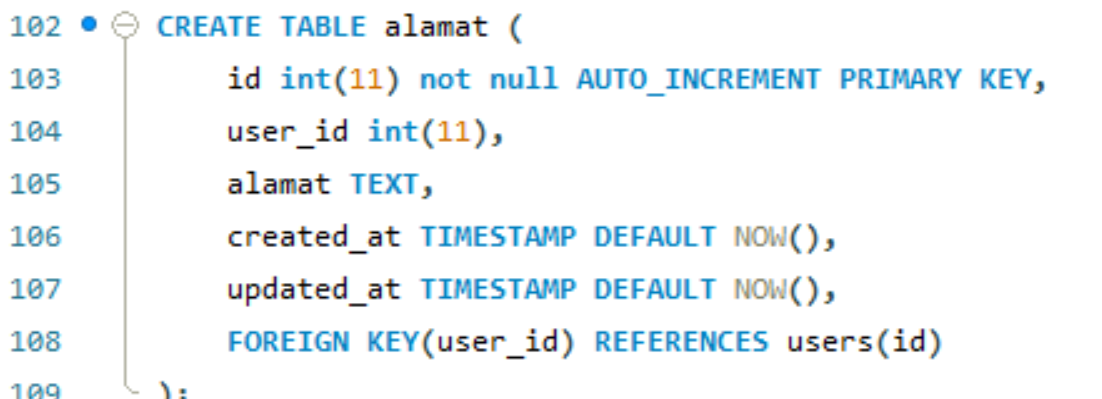 102 CREATE TABLE alamat (
103 id int(11) not null AUTO_INCREMENT PRIMARY KEY,
104 user_id int(11),
105 alamat TEXT,
106 created_at TIMESTAMP DEFAULT NOW(),
107 updated_at TIMESTAMP DEFAULT NOW(),
108 FOREIGN KEY(user_id) REFERENCES users(id)
109 );